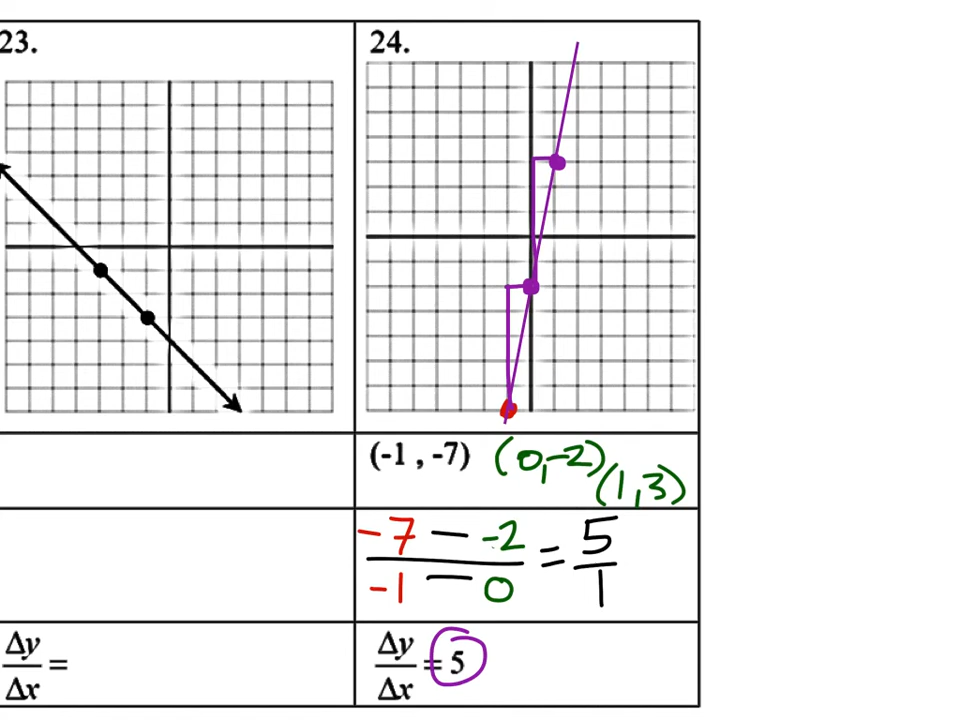 23.
24.
(-1 , -7) (0,-2)
(1,3)
-7 - -2 / -1 - 0 = 5 / 1
Δy/Δx =
Δy/Δx = 5